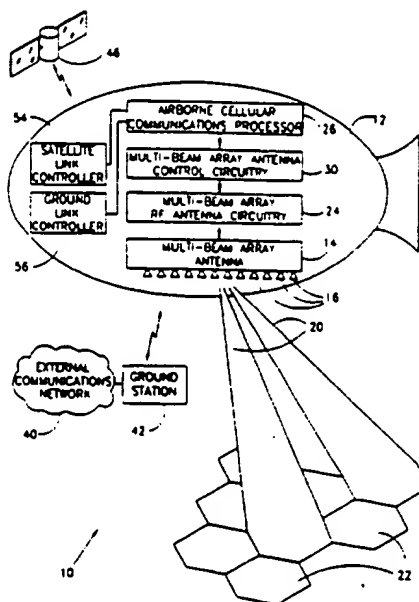 46
54
AIRBORNE CELLULAR
COMMUNICATIONS PROCESSOR
26
12
SATELLITE
LINK
CONTROLLER
MULTI-BEAM ARRAY ANTENNA
CONTROL CIRCUITRY
30
GROUND
LINK
CONTROLLER
MULTI-BEAM ARRAY
RF ANTENNA CIRCUITRY
24
MULTI-BEAM ARRAY
ANTENNA
14
56
16
20
EXTERNAL
COMMUNICATIONS
NETWORK
GROUND
STATION
40
42
10
22